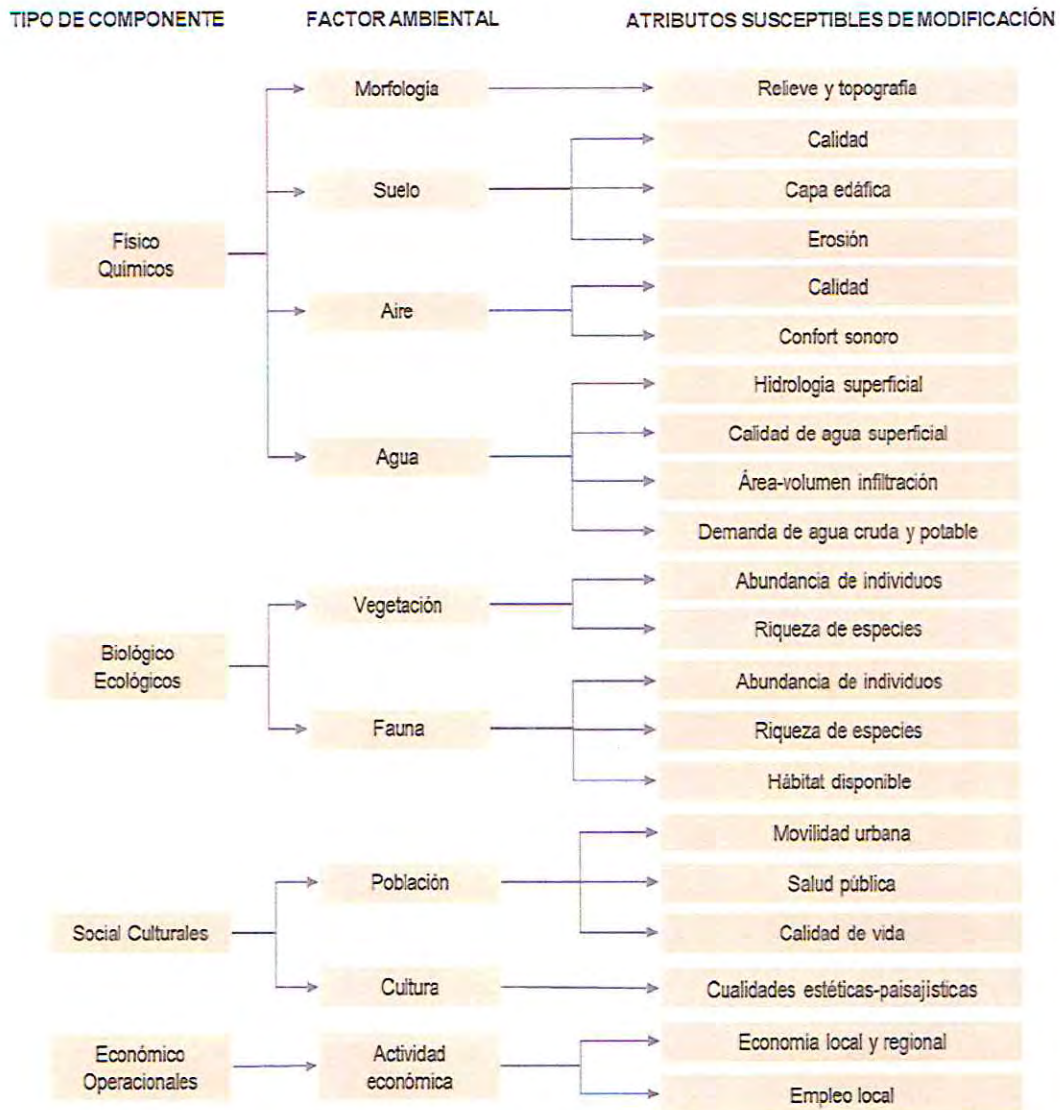 TIPO DE COMPONENTE FACTOR AMBIENTAL ATRIBUTOS SUSCEPTIBLES DE MODIFICACIÓN
Físico
Químicos
Morfología
Relieve y topografía
Suelo
Calidad
Capa edáfica
Erosión
Aire
Calidad
Confort sonoro
Agua
Hidrología superficial
Calidad de agua superficial
Área-volumen infiltración
Demanda de agua cruda y potable
Biológico
Ecológicos
Vegetación
Abundancia de individuos
Riqueza de especies
Fauna
Abundancia de individuos
Riqueza de especies
Hábitat disponible
Social Culturales
Población
Movilidad urbana
Salud pública
Calidad de vida
Cultura
Cualidades estéticas-paisajísticas
Económico
Operacionales
Actividad
económica
Economía local y regional
Empleo local